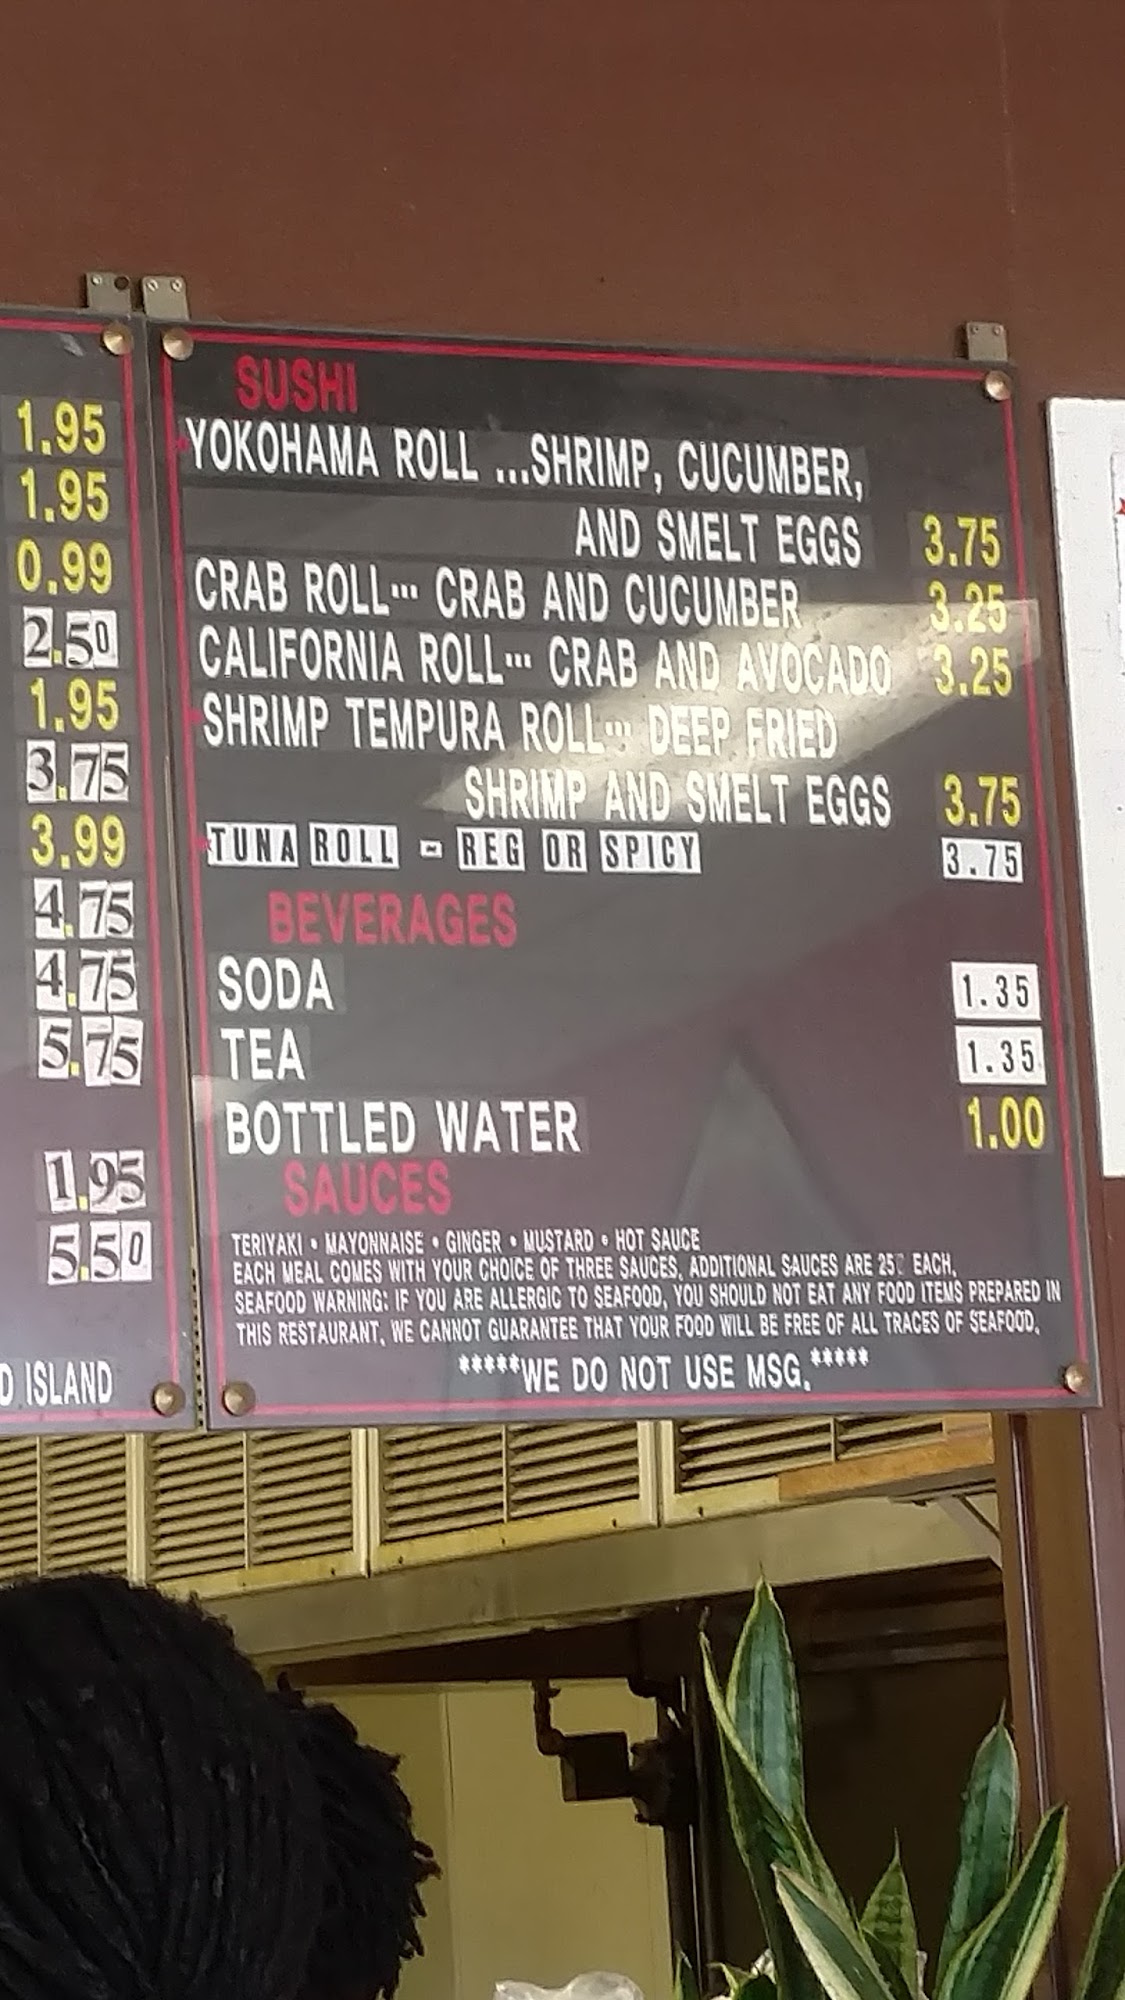 1.95
1.95
0.99
2.50
1.95
3.75
3.99
4.75
4.75
5.75
1.95
5.50
D ISLAND
SUSHI
YOKOHAMA ROLL ...SHRIMP, CUCUMBER,
AND SMELT EGGS 3.75
CRAB ROLL... CRAB AND CUCUMBER 3.25
CALIFORNIA ROLL... CRAB AND AVOCADO 3.25
SHRIMP TEMPURA ROLL... DEEP FRIED
SHRIMP AND SMELT EGGS 3.75
TUNA ROLL - REG OR SPICY 3.75
BEVERAGES
SODA 1.35
TEA 1.35
BOTTLED WATER 1.00
SAUCES
TERIYAKI • MAYONNAISE • GINGER • MUSTARD • HOT SAUCE
EACH MEAL COMES WITH YOUR CHOICE OF THREE SAUCES. ADDITIONAL SAUCES ARE 25 EACH.
SEAFOOD WARNING: IF YOU ARE ALLERGIC TO SEAFOOD, YOU SHOULD NOT EAT ANY FOOD ITEMS PREPARED IN
THIS RESTAURANT, WE CANNOT GUARANTEE THAT YOUR FOOD WILL BE FREE OF ALL TRACES OF SEAFOOD.
*****WE DO NOT USE MSG.*****